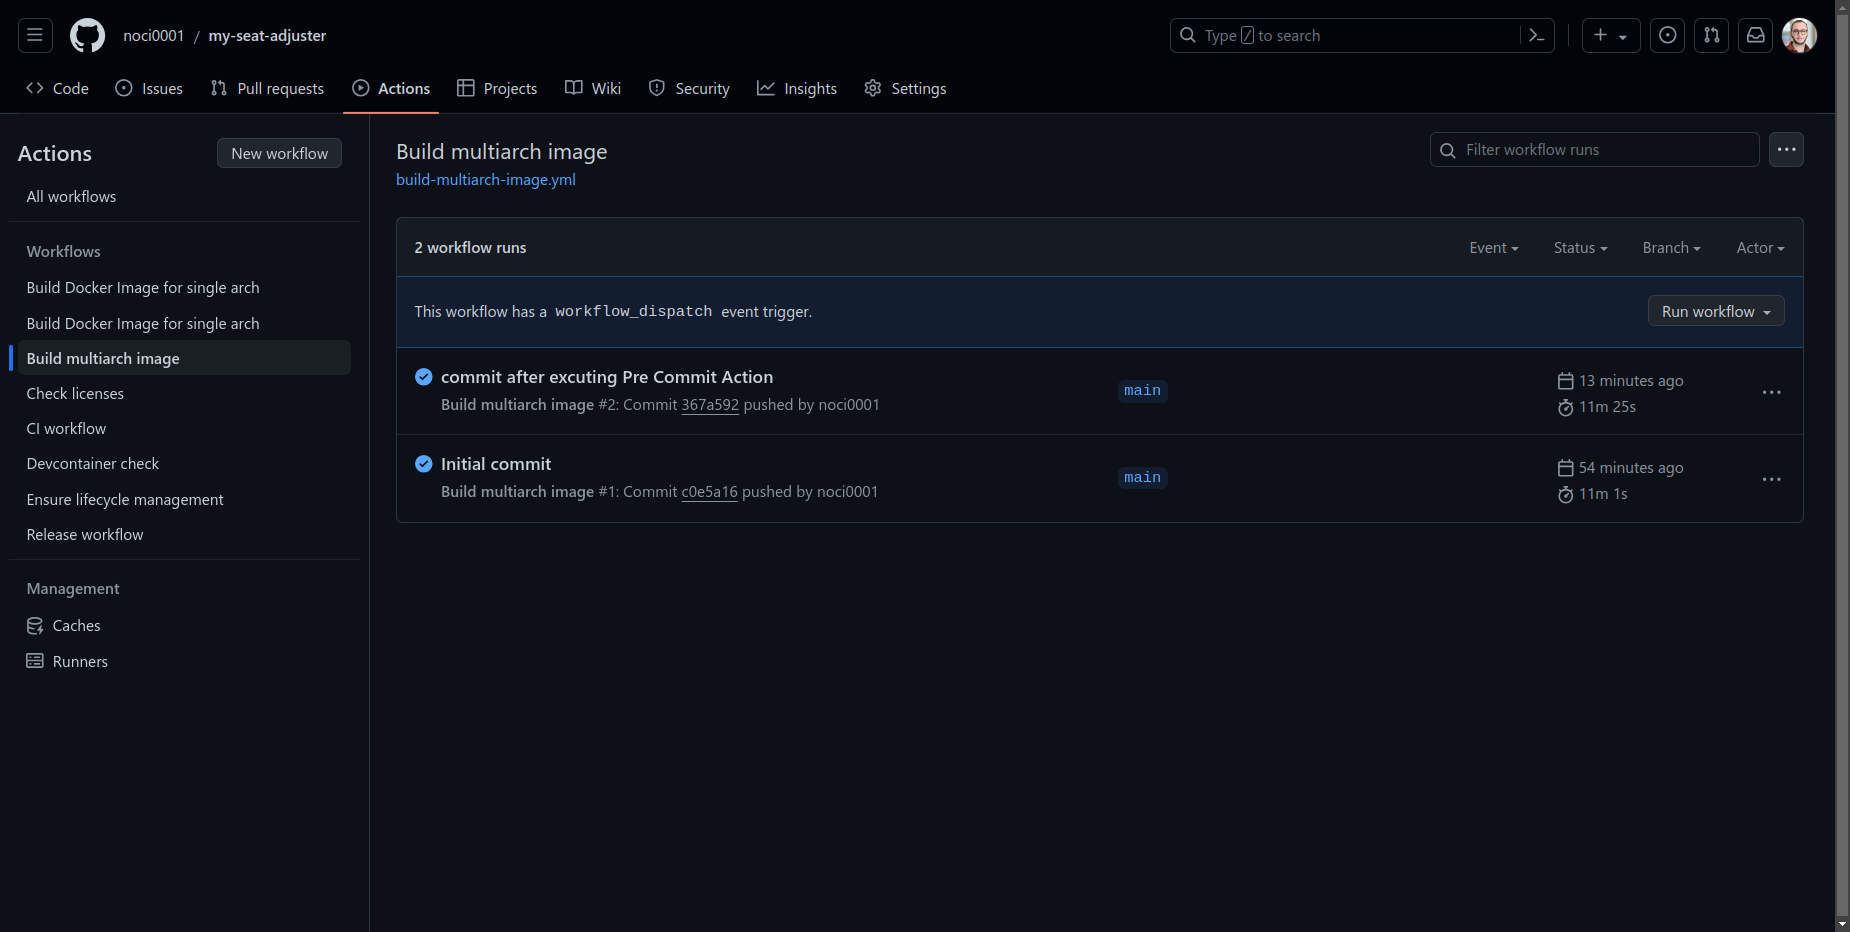 noci0001 / my-seat-adjuster
Type / to search
Code Issues Pull requests Actions Projects Wiki Security Insights Settings
Actions
New workflow
All workflows
Workflows
Build Docker Image for single arch
Build Docker Image for single arch
Build multiarch image
Check licenses
CI workflow
Devcontainer check
Ensure lifecycle management
Release workflow
Management
Caches
Runners
Build multiarch image
build-multiarch-image.yml
Filter workflow runs
2 workflow runs
Event Status Branch Actor
This workflow has a workflow_dispatch event trigger.
Run workflow
commit after excuting Pre Commit Action
Build multiarch image #2: Commit 367a592 pushed by noci0001
main
13 minutes ago
11m 25s
Initial commit
Build multiarch image #1: Commit c0e5a16 pushed by noci0001
main
54 minutes ago
11m 1s